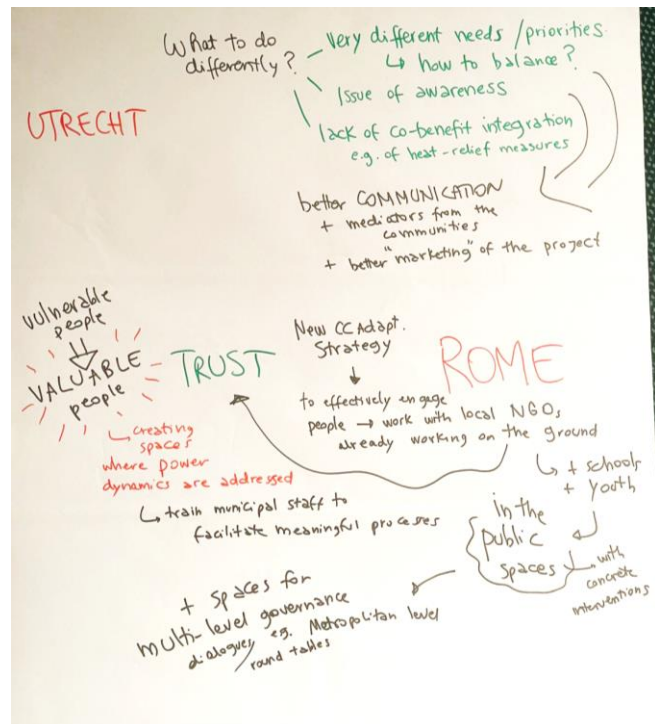 What to do
differently?
Very different needs / priorities
↳ how to balance?
Issue of awareness
lack of co-benefit integration
e.g. of heat-relief measures
UTRECHT
better COMMUNICATION
+ mediators from the
communities
+ better "marketing" of the project
vulnerable
people
VALUABLE
people
TRUST
↳ creating
spaces
where power
dynamics are addressed
↳ train municipal staff to
facilitate meaningful processes
New CC Adapt.
Strategy
ROME
to effectively engage
people → work with local NGOs,
already working on the ground
↳ + schools
+ youth
in the
public
spaces
with
concrete
interventions
+ spaces for
multi-level governance
dialogues e.g. Metropolitan level
round tables